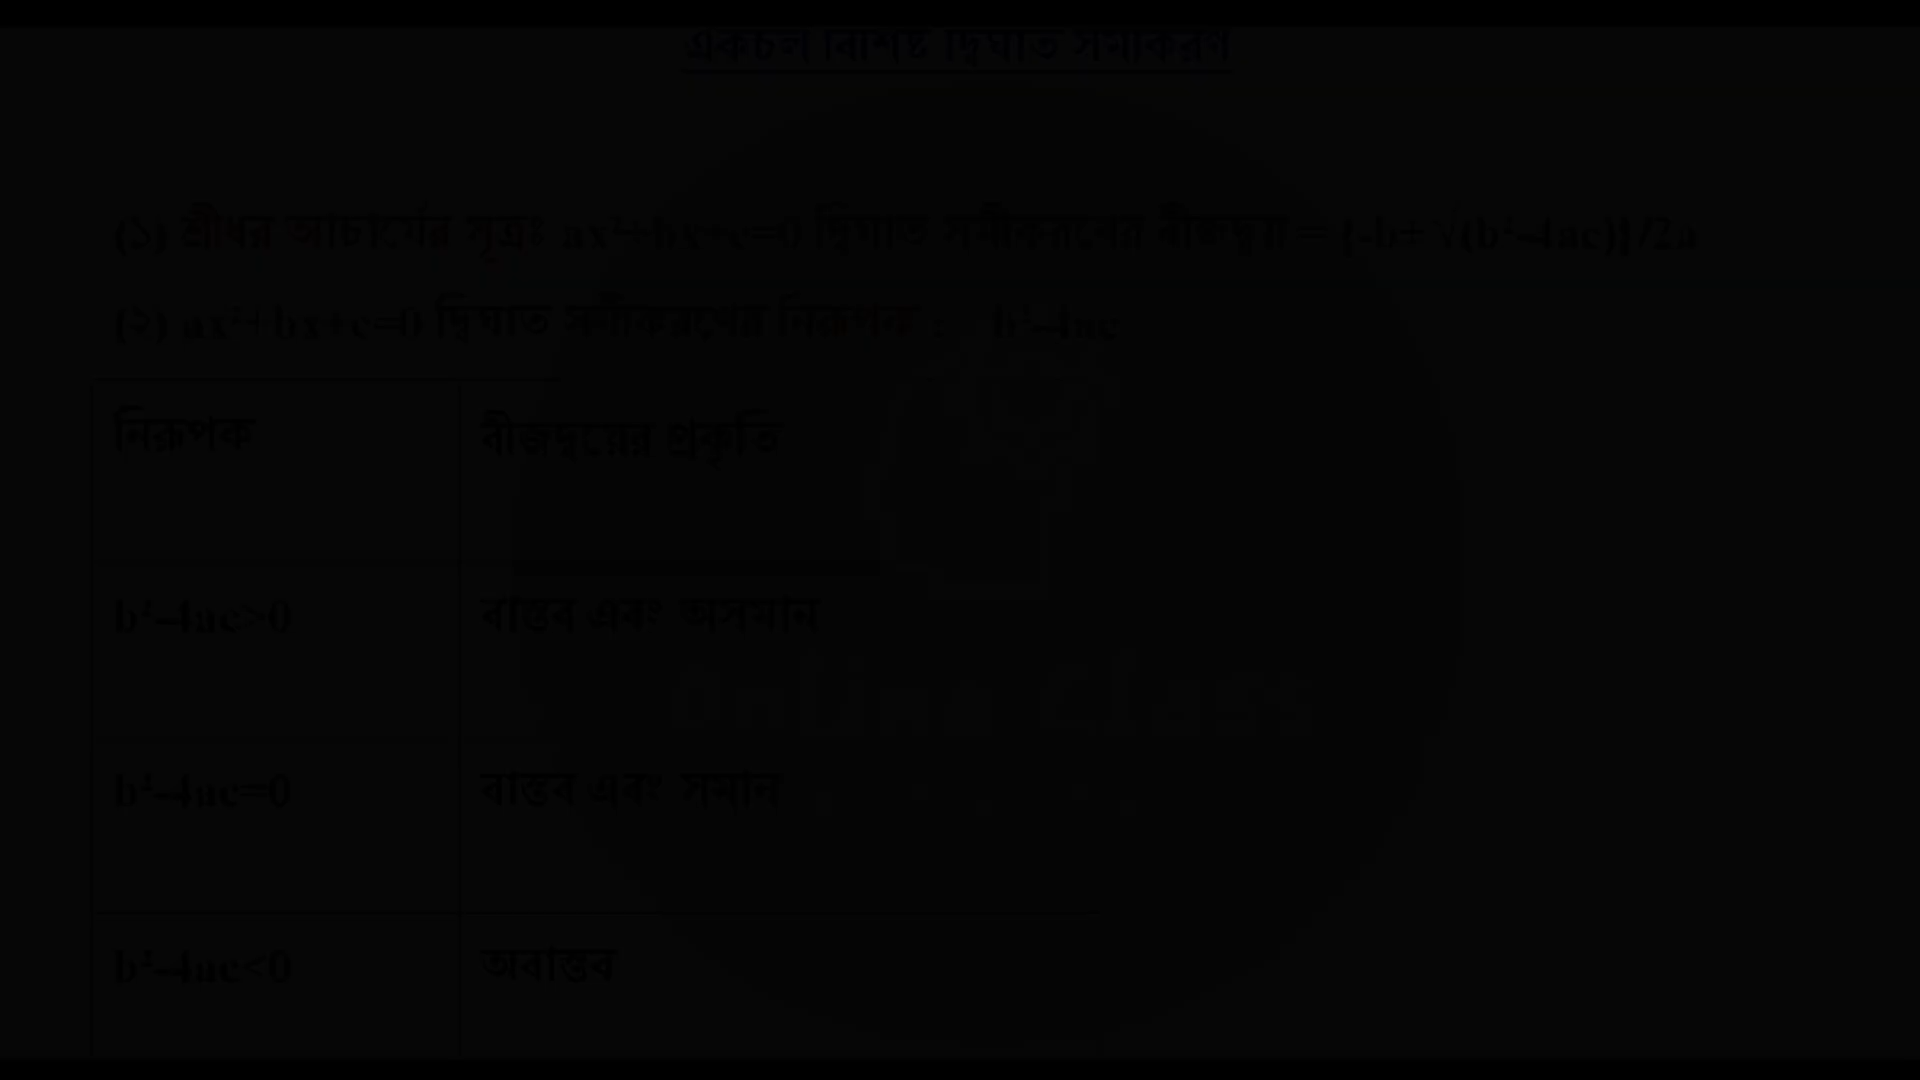 একচল বিশিষ্ট দ্বিঘাত সমীকরণ
(১) শ্রীধর আচার্যের সূত্রঃ ax²+bx+c=0 দ্বিঘাত সমীকরণের বীজদ্বয় = {-b± √(b²-4ac)}/2a
(২) ax²+bx+c=0 দ্বিঘাত সমীকরণের নিরূপক : b²-4ac
নিরূপক বীজদ্বয়ের প্রকৃতি
b²-4ac>0 বাস্তব এবং অসমান
b²-4ac=0 বাস্তব এবং সমান
b²-4ac<0 অবাস্তব